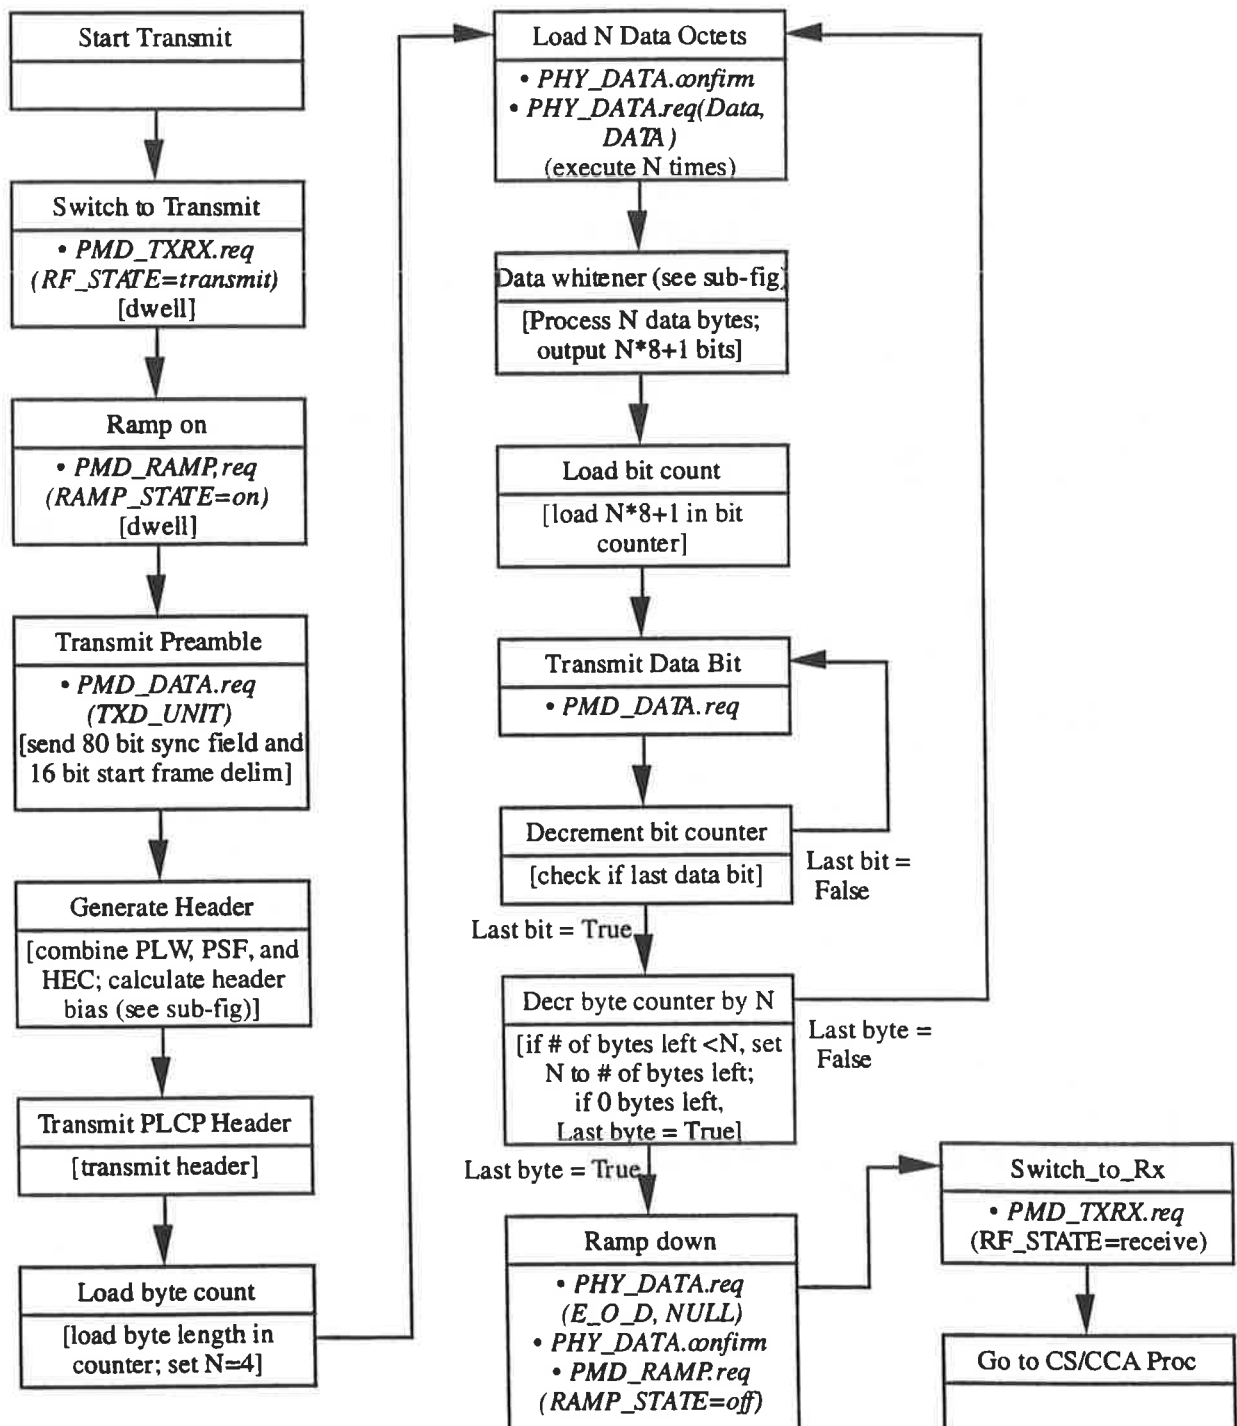 Start Transmit
Switch to Transmit
• PMD_TXRX.req
(RF_STATE=transmit)
[dwell]
Ramp on
• PMD_RAMP.req
(RAMP_STATE=on)
[dwell]
Transmit Preamble
• PMD_DATA.req
(TXD_UNIT)
[send 80 bit sync field and
16 bit start frame delim]
Generate Header
[combine PLW, PSF, and
HEC; calculate header
bias (see sub-fig)]
Transmit PLCP Header
[transmit header]
Load byte count
[load byte length in
counter; set N=4]
Load N Data Octets
• PHY_DATA.confirm
• PHY_DATA.req(Data,
DATA)
(execute N times)
Data whitener (see sub-fig)
[Process N data bytes;
output N*8+1 bits]
Load bit count
[load N*8+1 in bit
counter]
Transmit Data Bit
• PMD_DATA.req
Decrement bit counter
[check if last data bit]
Last bit =
False
Last bit = True
Decr byte counter by N
[if # of bytes left <N, set
N to # of bytes left;
if 0 bytes left,
Last byte = True]
Last byte =
False
Last byte = True
Ramp down
• PHY_DATA.req
(E_O_D, NULL)
• PHY_DATA.confirm
• PMD_RAMP.req
(RAMP_STATE=off)
Switch_to_Rx
• PMD_TXRX.req
(RF_STATE=receive)
Go to CS/CCA Proc